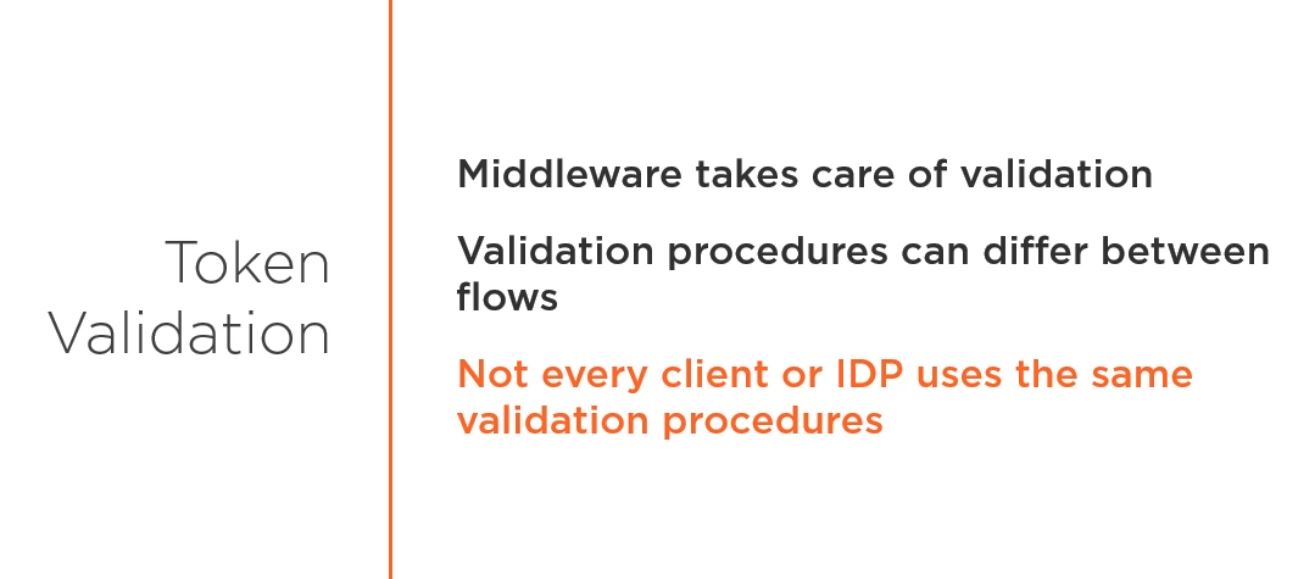 Token
Validation
Middleware takes care of validation
Validation procedures can differ between
flows
Not every client or IDP uses the same
validation procedures